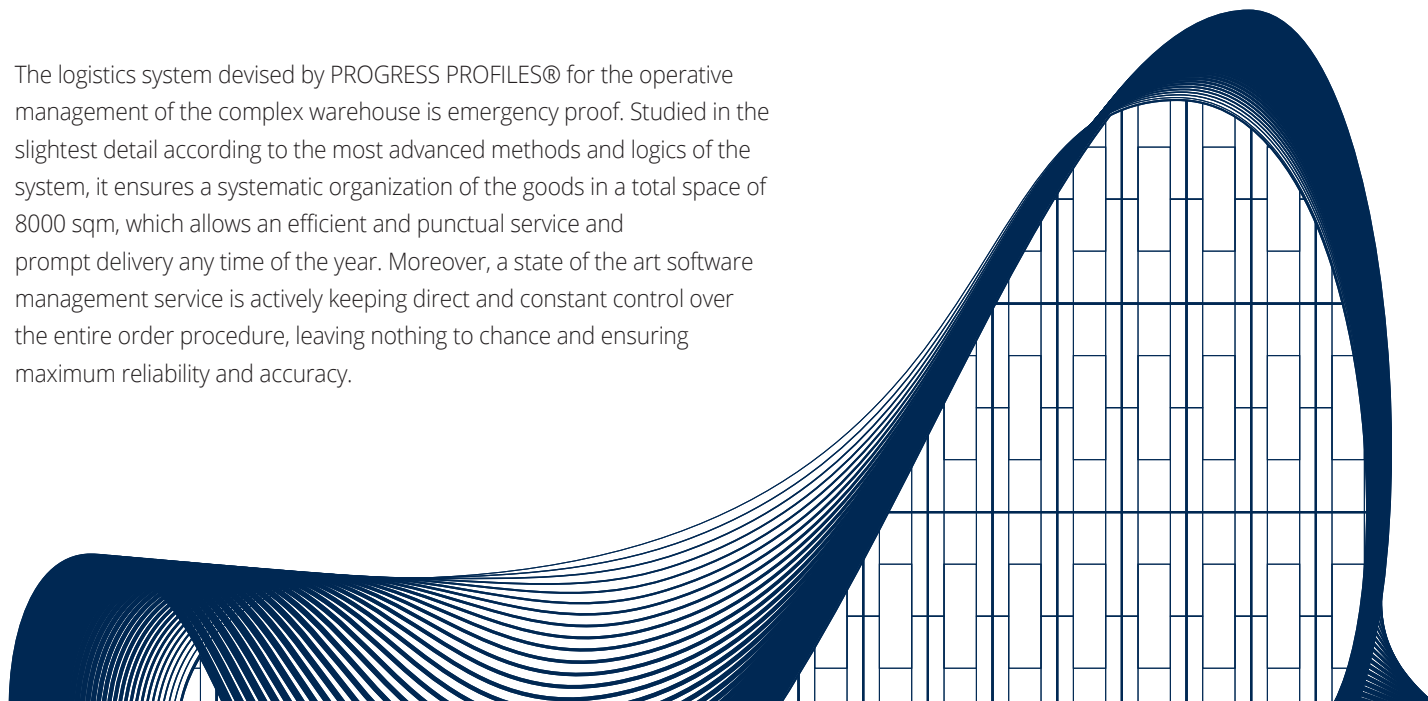 The logistics system devised by PROGRESS PROFILES® for the operative
management of the complex warehouse is emergency proof. Studied in the
slightest detail according to the most advanced methods and logics of the
system, it ensures a systematic organization of the goods in a total space of
8000 sqm, which allows an efficient and punctual service and
prompt delivery any time of the year. Moreover, a state of the art software
management service is actively keeping direct and constant control over
the entire order procedure, leaving nothing to chance and ensuring
maximum reliability and accuracy.